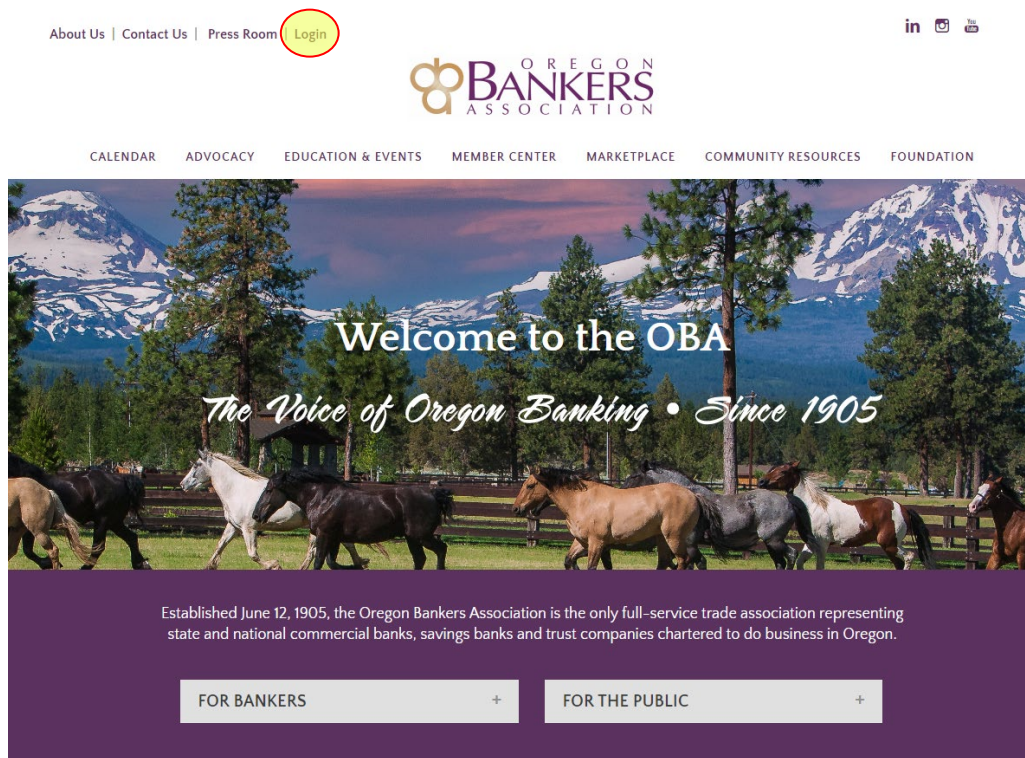 About Us | Contact Us | Press Room | Login
in You Tube
OREGON
BANKERS
ASSOCIATION
CALENDAR ADVOCACY EDUCATION & EVENTS MEMBER CENTER MARKETPLACE COMMUNITY RESOURCES FOUNDATION
Welcome to the OBA
The Voice of Oregon Banking • Since 1905
Established June 12, 1905, the Oregon Bankers Association is the only full-service trade association representing
state and national commercial banks, savings banks and trust companies chartered to do business in Oregon.
FOR BANKERS + FOR THE PUBLIC +